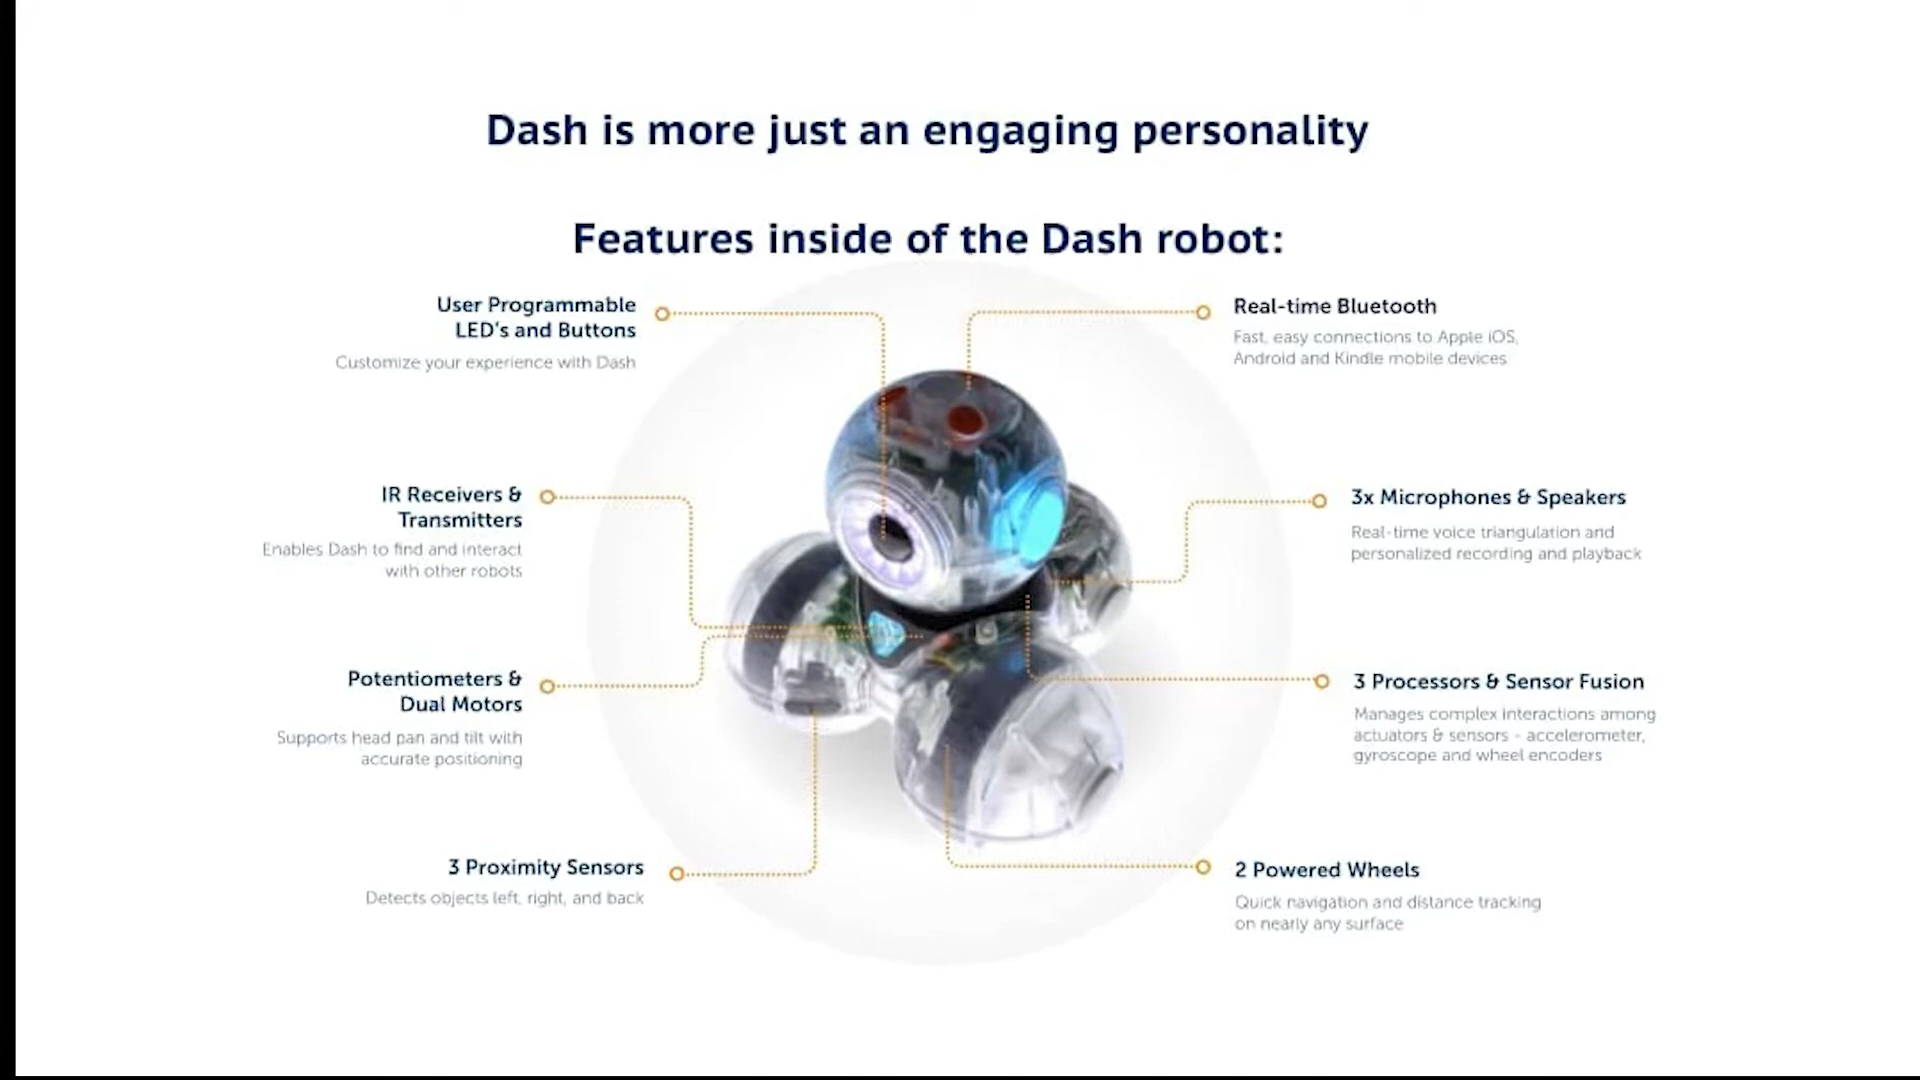 Dash is more just an engaging personality
Features inside of the Dash robot:
User Programmable
LED's and Buttons
Customize your experience with Dash
IR Receivers &
Transmitters
Enables Dash to find and interact
with other robots
Potentiometers &
Dual Motors
Supports head pan and tilt with
accurate positioning
3 Proximity Sensors
Detects objects left, right, and back
Real-time Bluetooth
Fast, easy connections to Apple iOS,
Android and Kindle mobile devices
3x Microphones & Speakers
Real-time voice triangulation and
personalized recording and playback
3 Processors & Sensor Fusion
Manages complex interactions among
actuators & sensors - accelerometer,
gyroscope and wheel encoders
2 Powered Wheels
Quick navigation and distance tracking
on nearly any surface